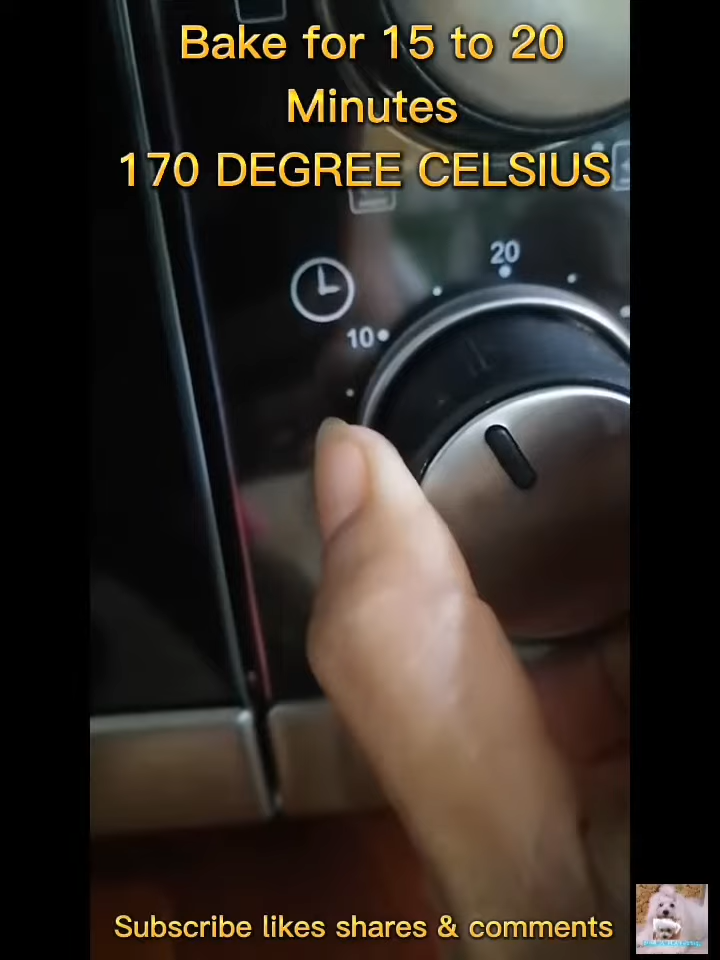 Bake for 15 to 20
Minutes
170 DEGREE CELSIUS
20
10
Subscribe likes shares & comments